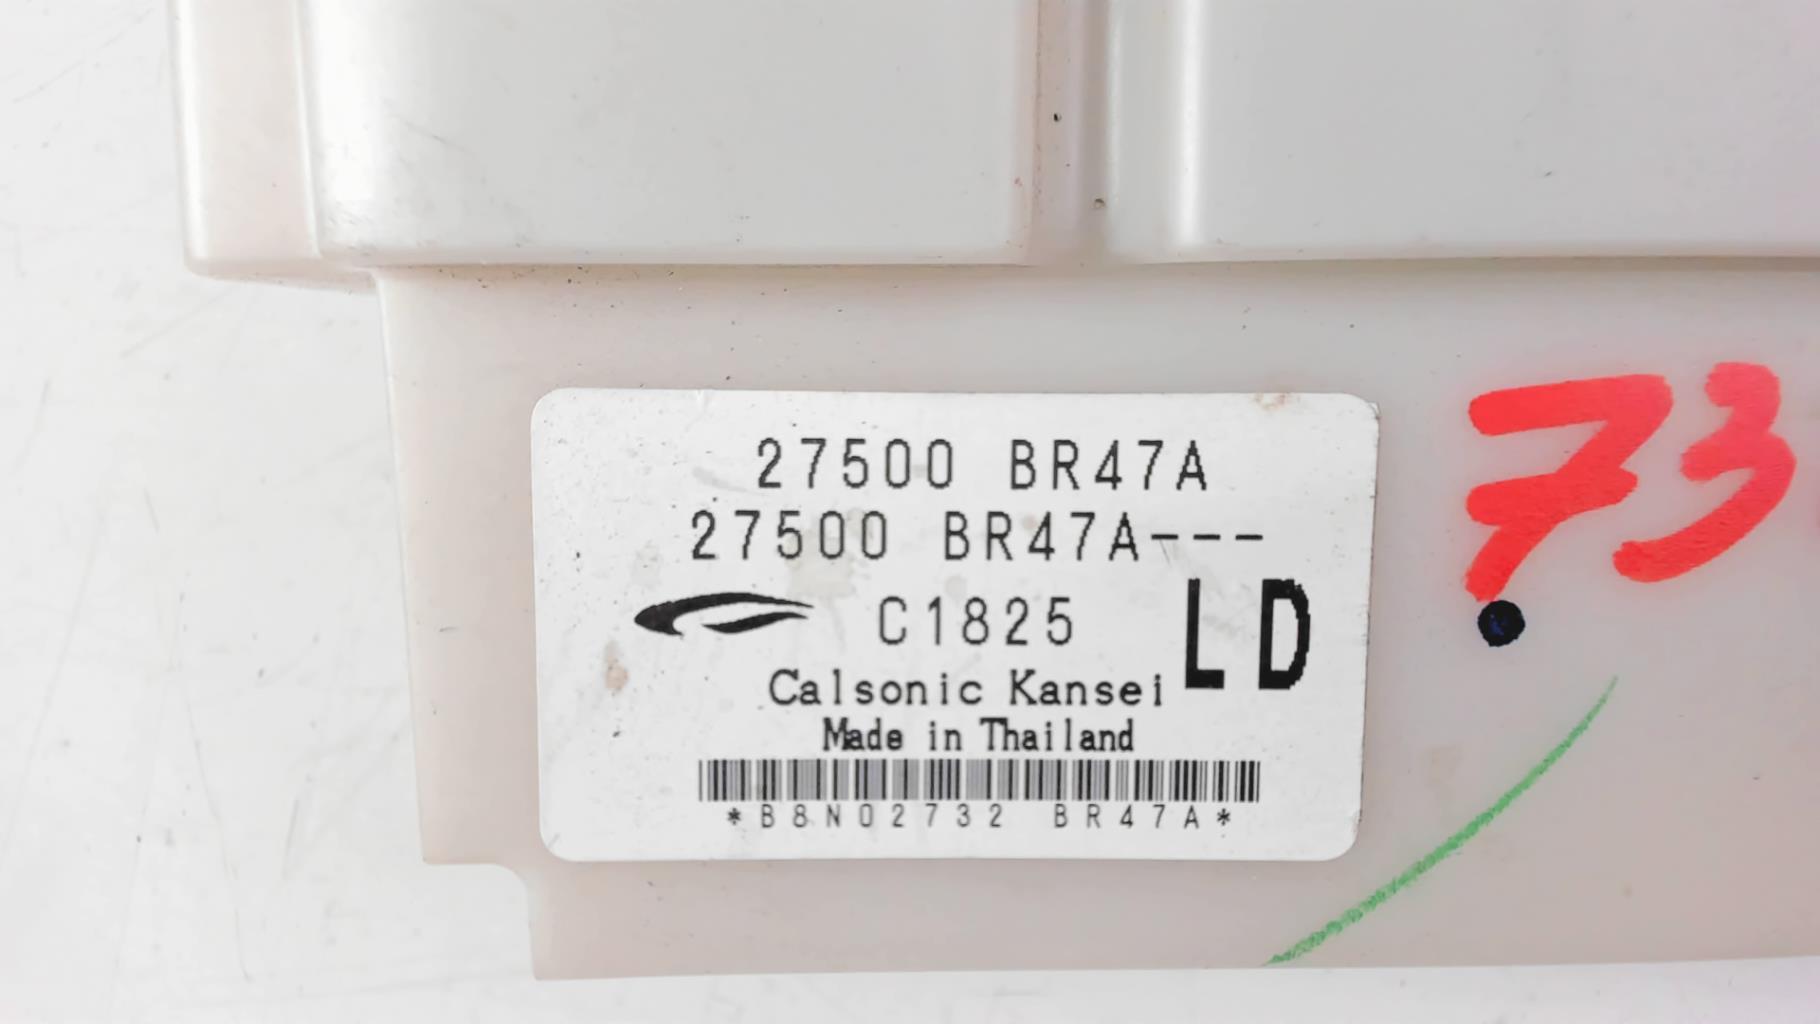 27500 BR47A
27500 BR47A---
C1825 LD
Calsonic Kansei
Made in Thailand
*B8N02732 BR47A*
73